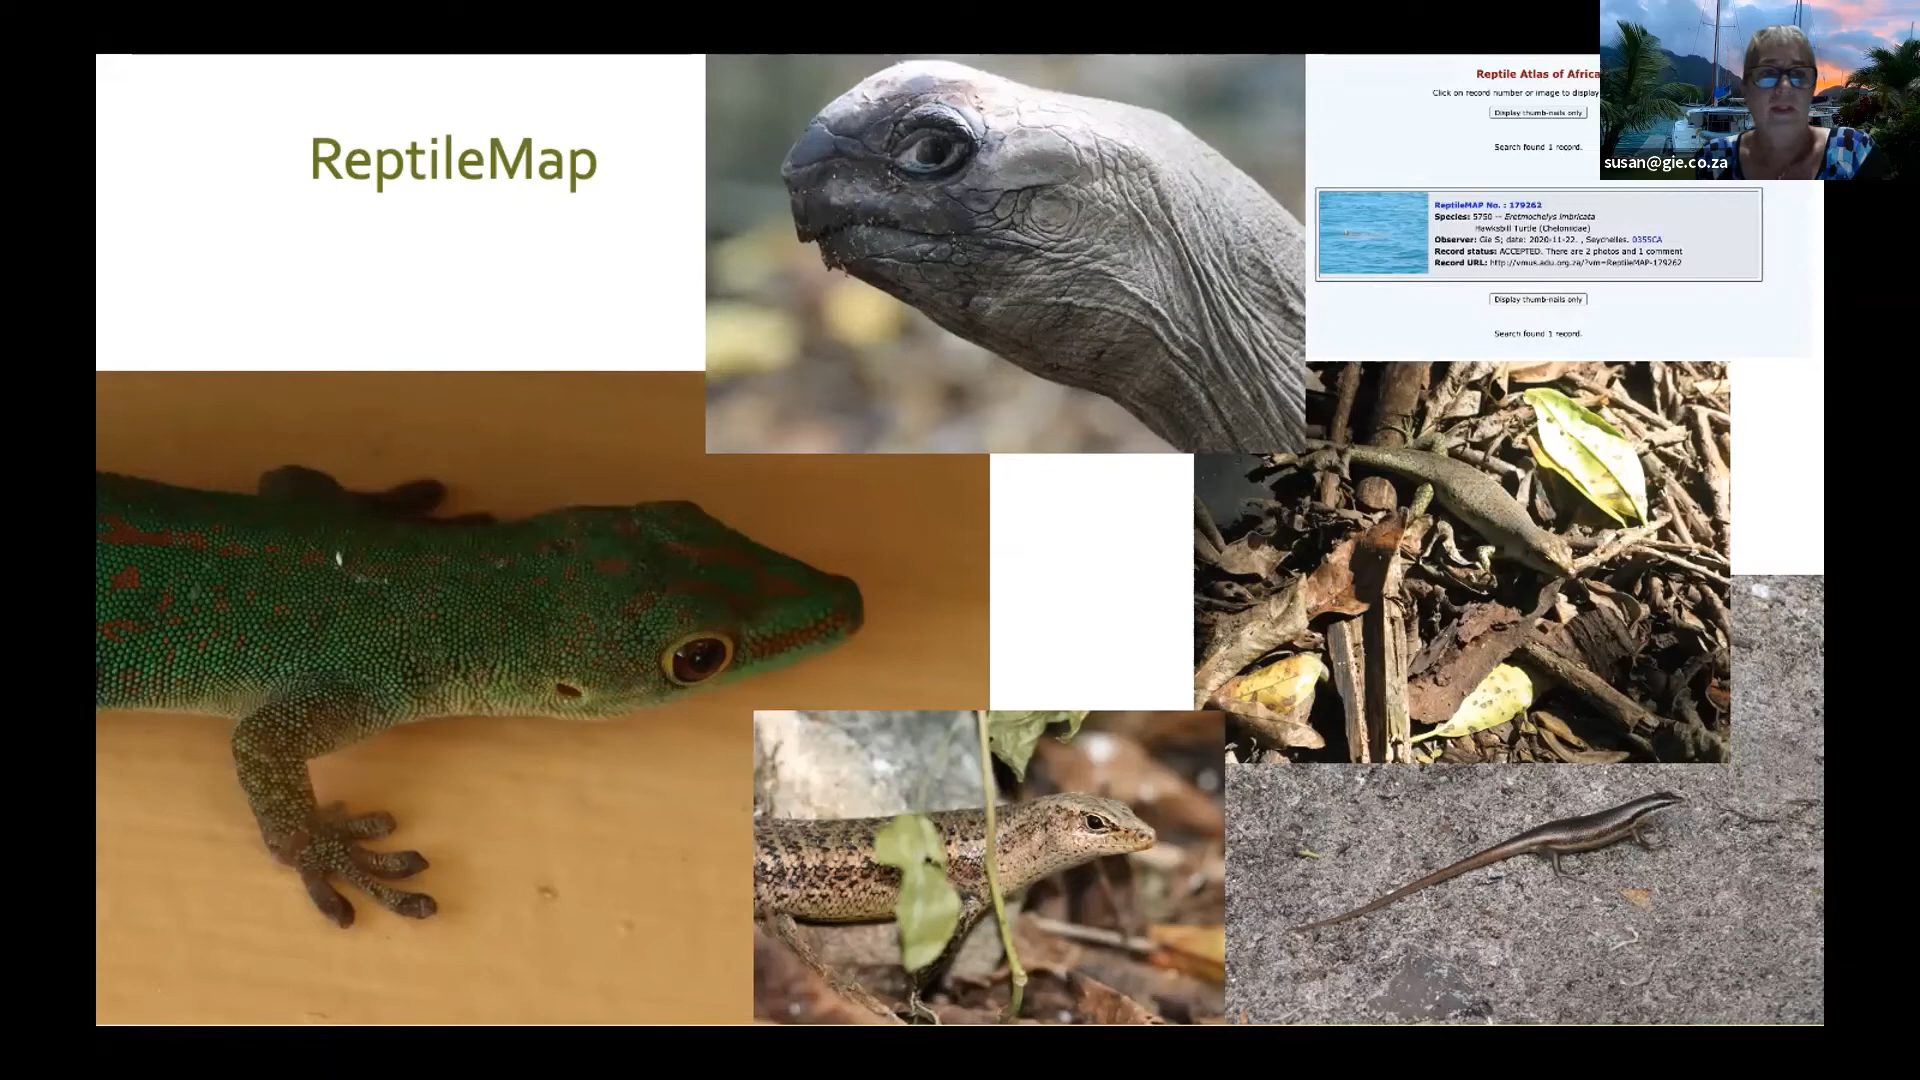 ReptileMap
Reptile Atlas of Africa
Click on record number or image to display
Display thumb-nails only
Search found 1 record.
susan@gie.co.za
ReptileMAP No. : 179262
Species: 5750 -- Eretmochelys imbricata
Hawksbill Turtle (Cheloniidae)
Observer: Gie S; date: 2020-11-22. , Seychelles. 0355CA
Record status: ACCEPTED. There are 2 photos and 1 comment
Record URL: http://vmus.adu.org.za/?vm=ReptileMAP-179262
Display thumb-nails only
Search found 1 record.